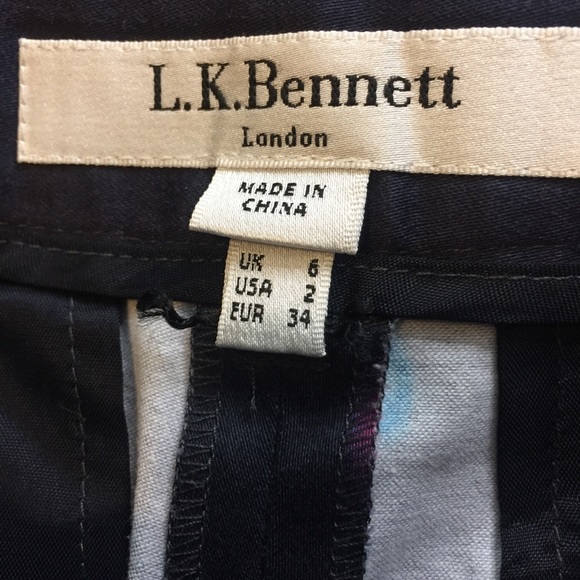 L.K.Bennett
London
MADE IN
CHINA
UK 6
USA 2
EUR 34